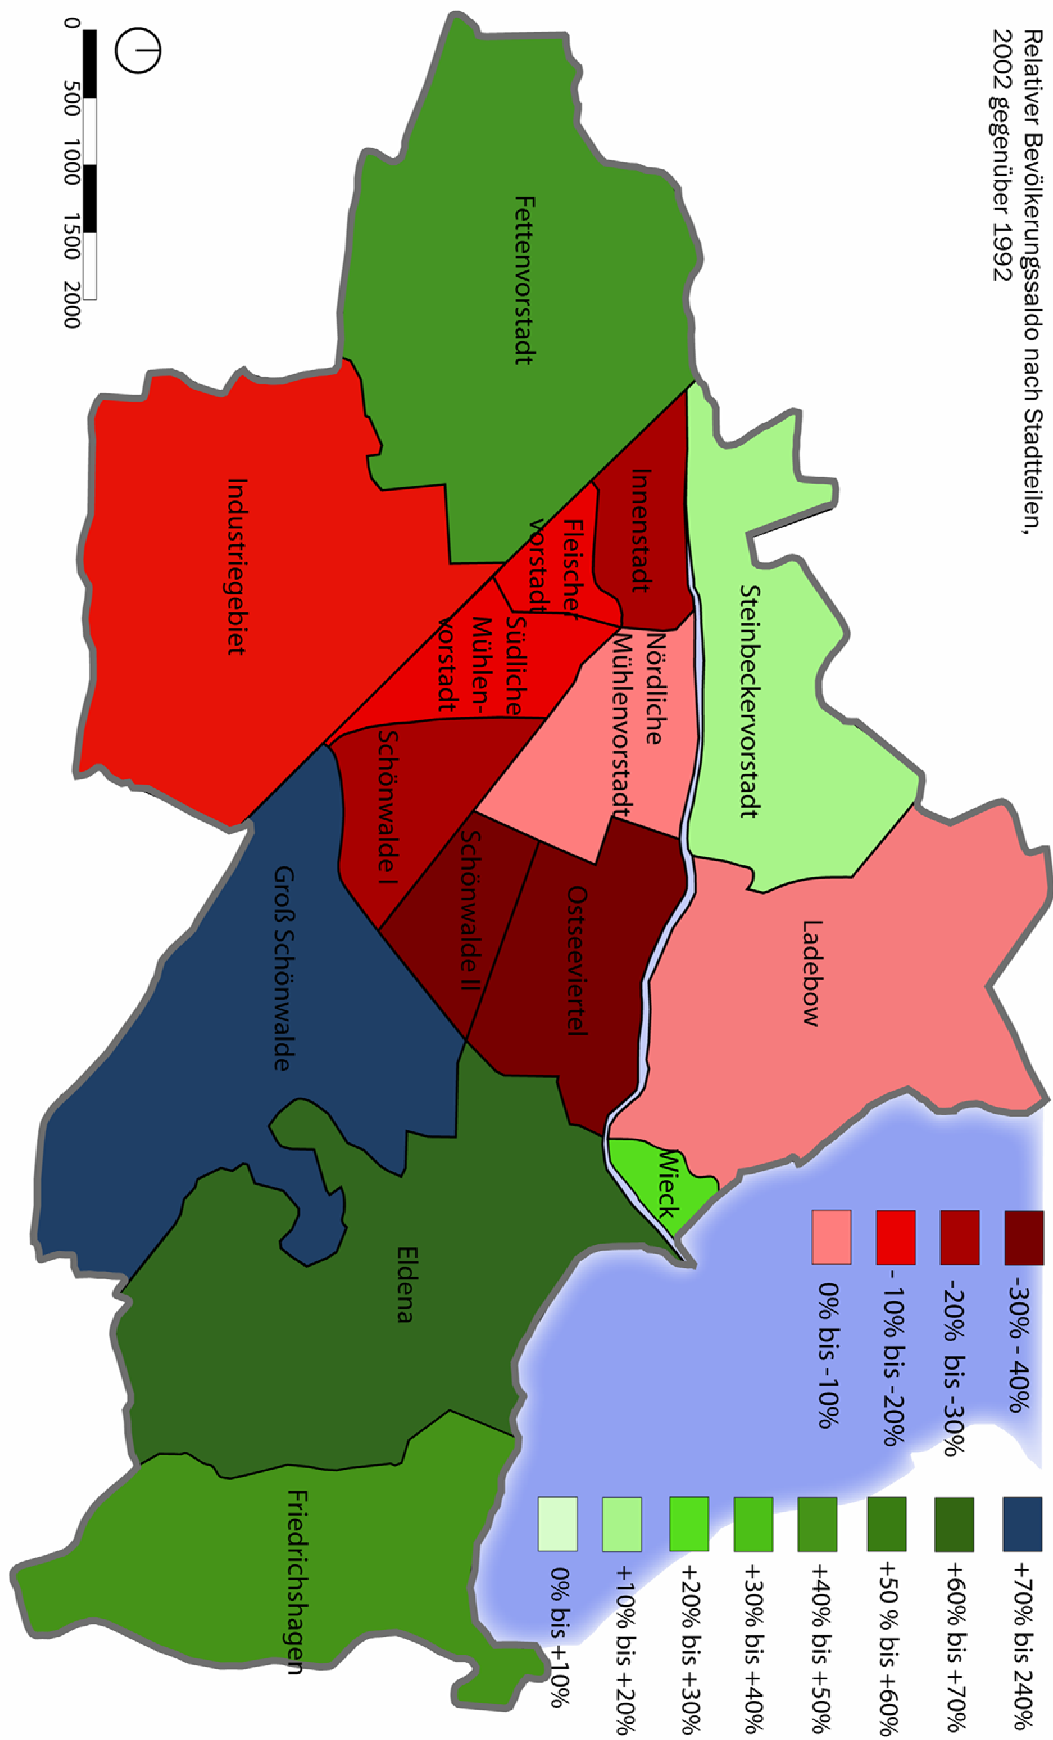 Relativer Bevölkerungssaldo nach Stadtteilen,
2002 gegenüber 1992
-30% - 40%
-20% bis -30%
- 10% bis -20%
0% bis -10%
+70% bis 240%
+60% bis +70%
+50 % bis +60%
+40% bis +50%
+30% bis +40%
+20% bis +30%
+10% bis +20%
0% bis +10%
Steinbeckervorstadt
Ladebow
Wieck
Innenstadt
Nördliche
Mühlenvorstadt
Fleischer
vorstadt
Ostseeviertel
Fettenvorstadt
Südliche
Mühlen-
vorstadt
Schönwalde II
Schönwalde I
Eldena
Groß Schönwalde
Friedrichshagen
Industriegebiet
0 500 1000 1500 2000